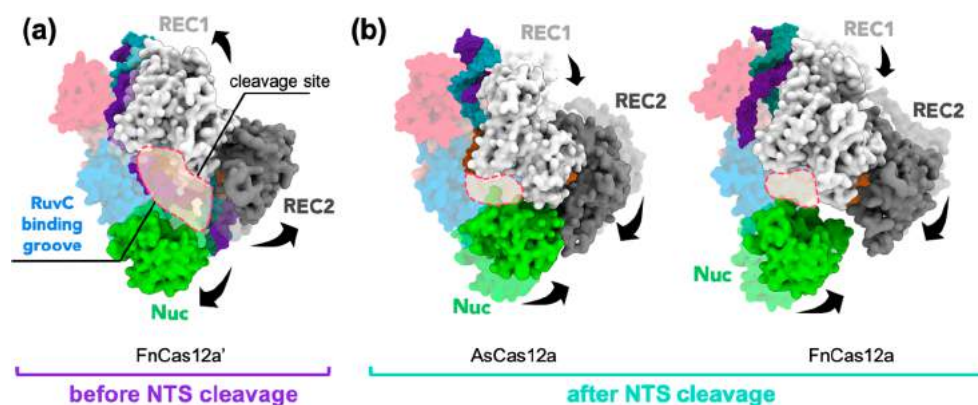 (a)
REC1
cleavage site
RuvC
binding
groove
REC2
Nuc
FnCas12a'
before NTS cleavage
(b)
REC1
REC2
Nuc
AsCas12a
REC1
REC2
Nuc
FnCas12a
after NTS cleavage